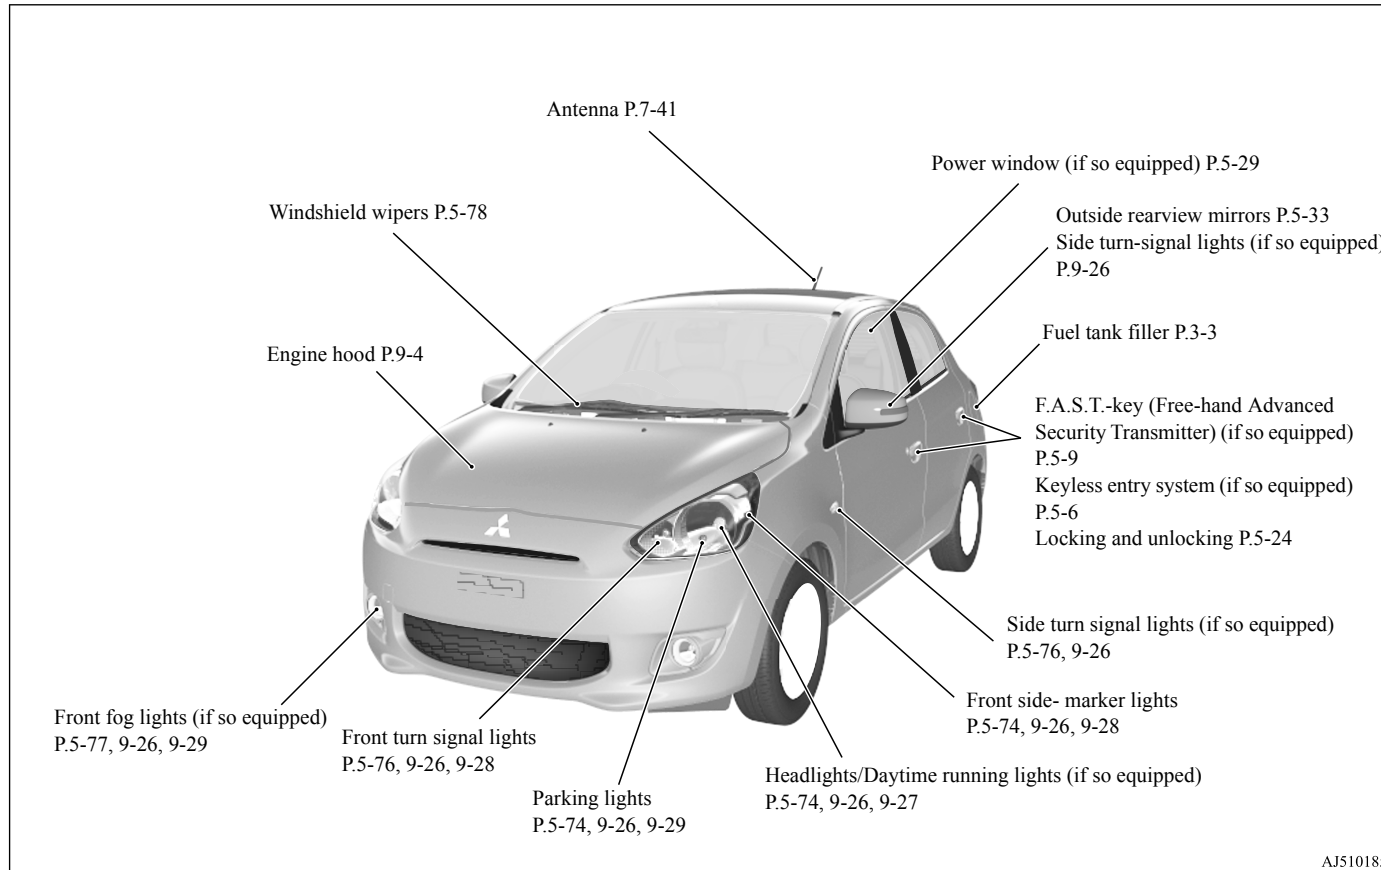 Antenna P.7-41
Power window (if so equipped) P.5-29
Windshield wipers P.5-78
Outside rearview mirrors P.5-33
Side turn-signal lights (if so equipped)
P.9-26
Fuel tank filler P.3-3
Engine hood P.9-4
F.A.S.T.-key (Free-hand Advanced
Security Transmitter) (if so equipped)
P.5-9
Keyless entry system (if so equipped)
P.5-6
Locking and unlocking P.5-24
Side turn signal lights (if so equipped)
P.5-76, 9-26
Front side- marker lights
P.5-74, 9-26, 9-28
Front fog lights (if so equipped)
P.5-77, 9-26, 9-29
Front turn signal lights
P.5-76, 9-26, 9-28
Headlights/Daytime running lights (if so equipped)
P.5-74, 9-26, 9-27
Parking lights
P.5-74, 9-26, 9-29